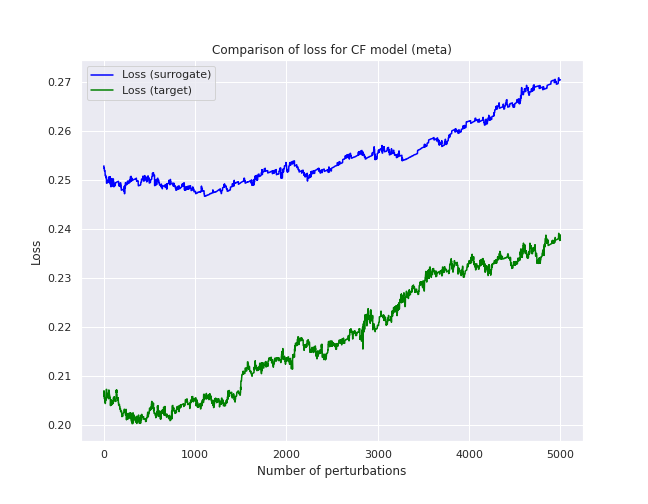 Comparison of loss for CF model (meta)
Loss (surrogate)
Loss (target)
0.27
0.26
0.25
0.24
0.23
0.22
0.21
0.20
Loss
0 1000 2000 3000 4000 5000
Number of perturbations